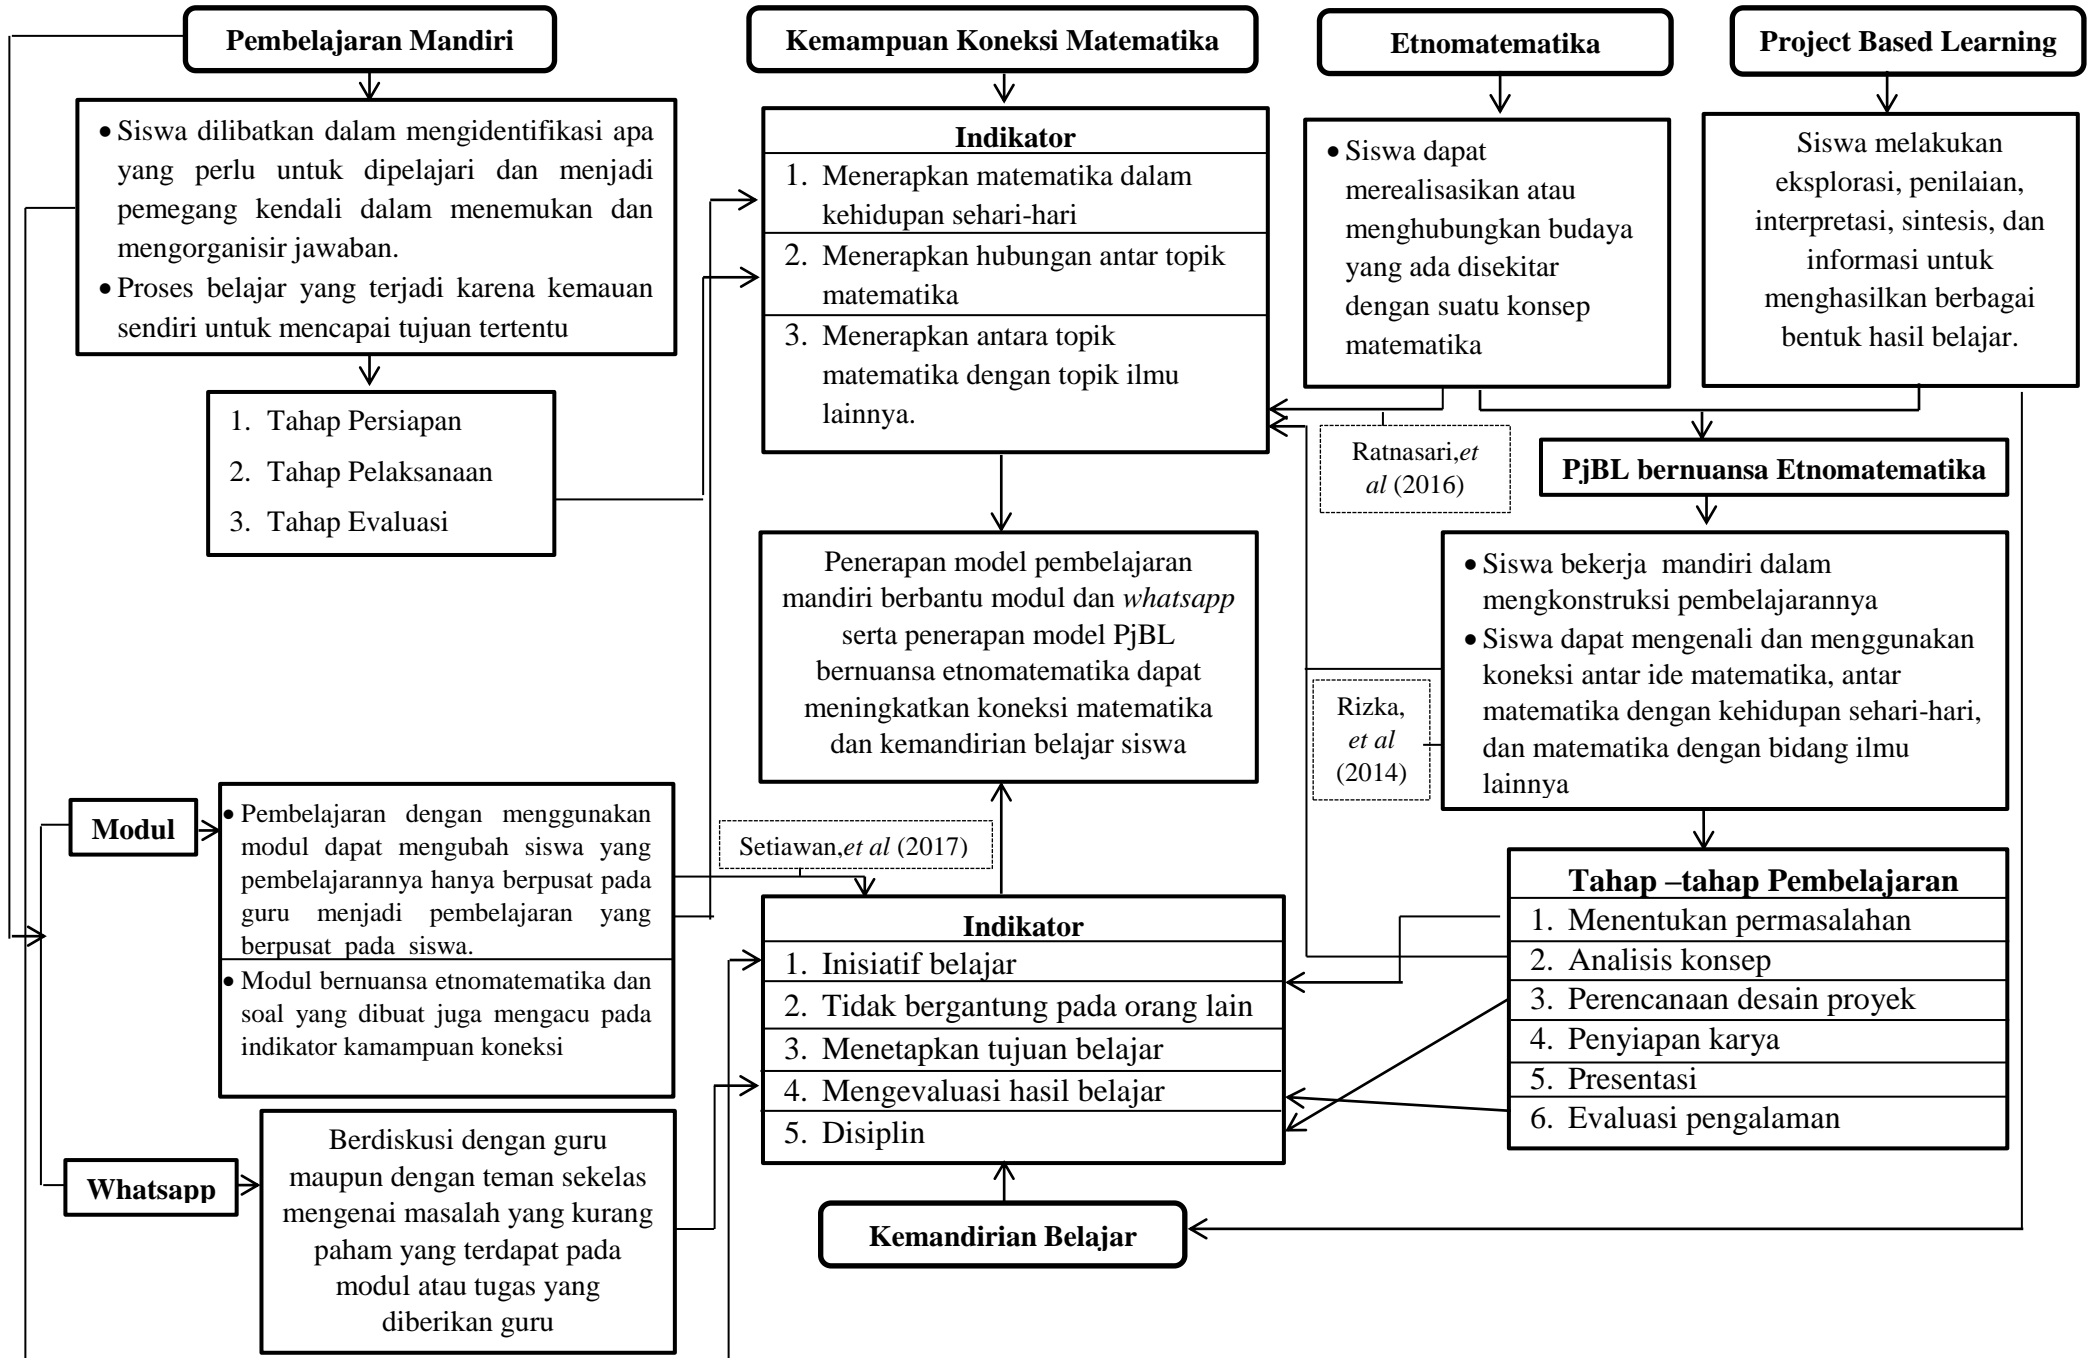 Pembelajaran Mandiri
Kemampuan Koneksi Matematika
Etnomatematika
Project Based Learning
• Siswa dilibatkan dalam mengidentifikasi apa
yang perlu untuk dipelajari dan menjadi
pemegang kendali dalam menemukan dan
mengorganisir jawaban.
• Proses belajar yang terjadi karena kemauan
sendiri untuk mencapai tujuan tertentu
1. Tahap Persiapan
2. Tahap Pelaksanaan
3. Tahap Evaluasi
Indikator
1. Menerapkan matematika dalam
kehidupan sehari-hari
2. Menerapkan hubungan antar topik
matematika
3. Menerapkan antara topik
matematika dengan topik ilmu
lainnya.
• Siswa dapat
merealisasikan atau
menghubungkan budaya
yang ada disekitar
dengan suatu konsep
matematika
Siswa melakukan
eksplorasi, penilaian,
interpretasi, sintesis, dan
informasi untuk
menghasilkan berbagai
bentuk hasil belajar.
Ratnasari,et
al (2016)
PjBL bernuansa Etnomatematika
Penerapan model pembelajaran
mandiri berbantu modul dan whatsapp
serta penerapan model PjBL
bernuansa etnomatematika dapat
meningkatkan koneksi matematika
dan kemandirian belajar siswa
• Siswa bekerja mandiri dalam
mengkonstruksi pembelajarannya
• Siswa dapat mengenali dan menggunakan
koneksi antar ide matematika, antar
matematika dengan kehidupan sehari-hari,
dan matematika dengan bidang ilmu
lainnya
Rizka,
et al
(2014)
Modul
• Pembelajaran dengan menggunakan
modul dapat mengubah siswa yang
pembelajarannya hanya berpusat pada
guru menjadi pembelajaran yang
berpusat pada siswa.
• Modul bernuansa etnomatematika dan
soal yang dibuat juga mengacu pada
indikator kamampuan koneksi
Setiawan,et al (2017)
Indikator
1. Inisiatif belajar
2. Tidak bergantung pada orang lain
3. Menetapkan tujuan belajar
4. Mengevaluasi hasil belajar
5. Disiplin
Tahap –tahap Pembelajaran
1. Menentukan permasalahan
2. Analisis konsep
3. Perencanaan desain proyek
4. Penyiapan karya
5. Presentasi
6. Evaluasi pengalaman
Whatsapp
Berdiskusi dengan guru
maupun dengan teman sekelas
mengenai masalah yang kurang
paham yang terdapat pada
modul atau tugas yang
diberikan guru
Kemandirian Belajar